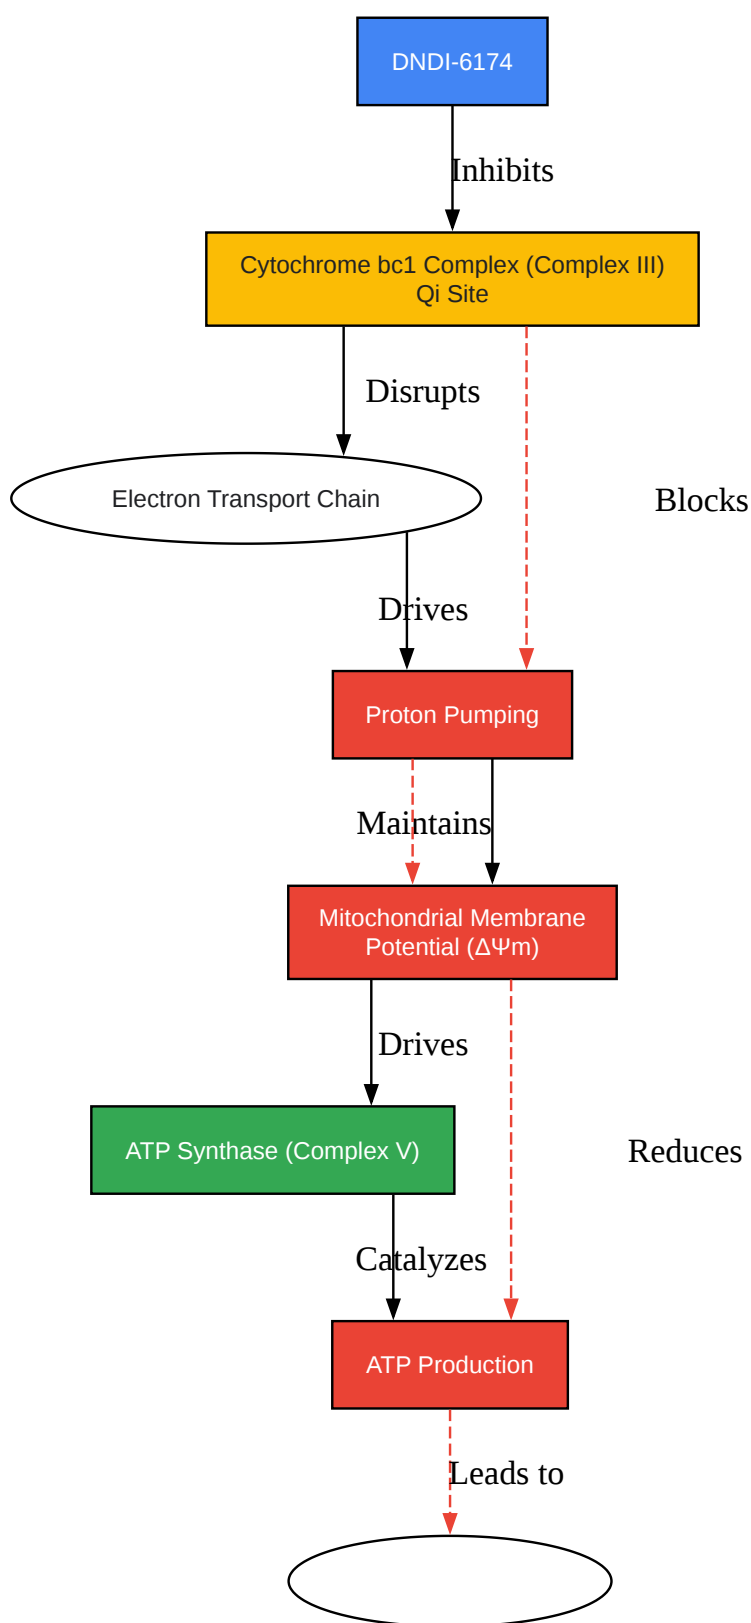 DNDI-6174
Inhibits
Cytochrome bc1 Complex (Complex III)
Qi Site
Disrupts
Electron Transport Chain
Blocks
Drives
Proton Pumping
Maintains
Mitochondrial Membrane
Potential (ΔΨm)
Drives
ATP Synthase (Complex V)
Reduces
Catalyzes
ATP Production
Leads to